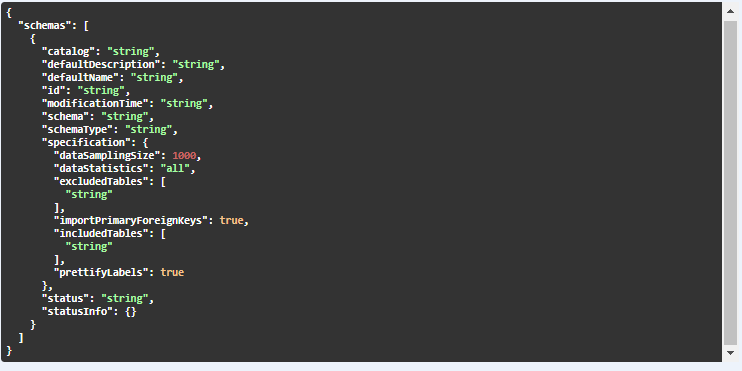 {
  "schemas": [
    {
      "catalog": "string",
      "defaultDescription": "string",
      "defaultName": "string",
      "id": "string",
      "modificationTime": "string",
      "schema": "string",
      "schemaType": "string",
      "specification": {
        "dataSamplingSize": 1000,
        "dataStatistics": "all",
        "excludedTables": [
          "string"
        ],
        "importPrimaryForeignKeys": true,
        "includedTables": [
          "string"
        ],
        "prettifyLabels": true
      },
      "status": "string",
      "statusInfo": {}
    }
  ]
}